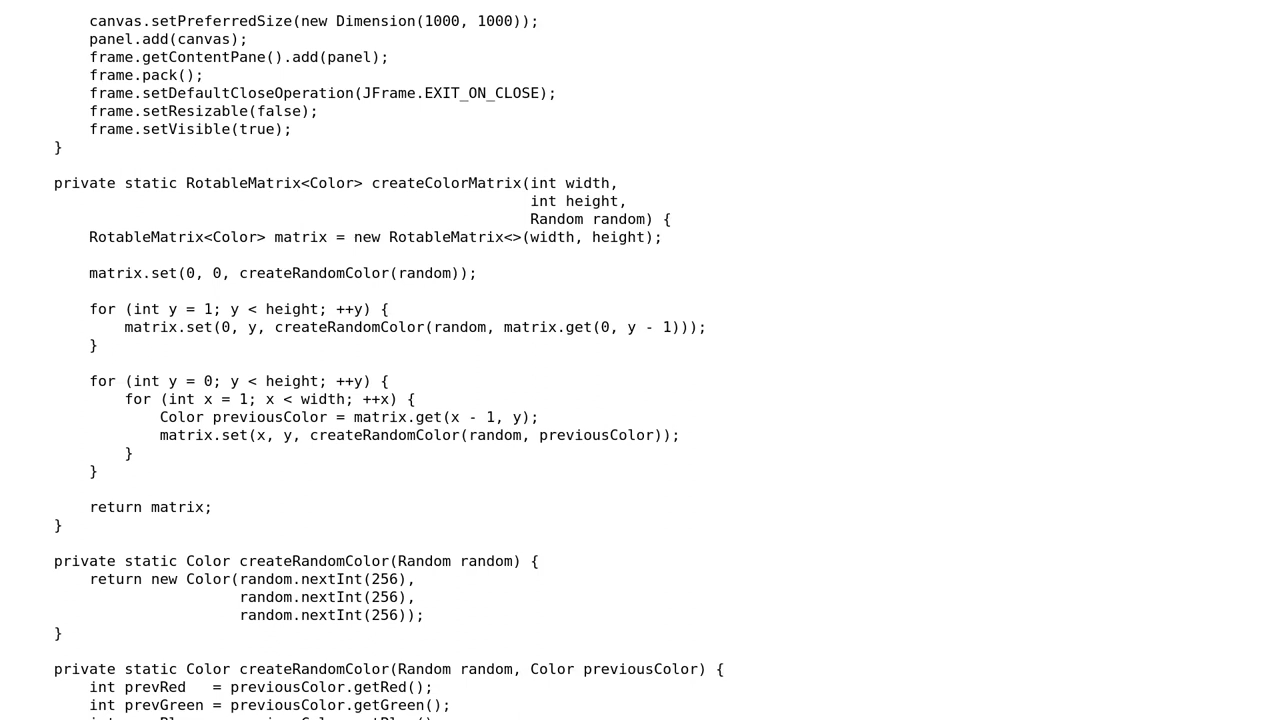 canvas.setPreferredSize(new Dimension(1000, 1000));
panel.add(canvas);
frame.getContentPane().add(panel);
frame.pack();
frame.setDefaultCloseOperation(JFrame.EXIT_ON_CLOSE);
frame.setResizable(false);
frame.setVisible(true);
}
private static RotableMatrix<Color> createColorMatrix(int width,
int height,
Random random) {
RotableMatrix<Color> matrix = new RotableMatrix<>(width, height);
matrix.set(0, 0, createRandomColor(random));
for (int y = 1; y < height; ++y) {
matrix.set(0, y, createRandomColor(random, matrix.get(0, y - 1)));
}
for (int y = 0; y < height; ++y) {
for (int x = 1; x < width; ++x) {
Color previousColor = matrix.get(x - 1, y);
matrix.set(x, y, createRandomColor(random, previousColor));
}
}
return matrix;
}
private static Color createRandomColor(Random random) {
return new Color(random.nextInt(256),
random.nextInt(256),
random.nextInt(256));
}
private static Color createRandomColor(Random random, Color previousColor) {
int prevRed   = previousColor.getRed();
int prevGreen = previousColor.getGreen();